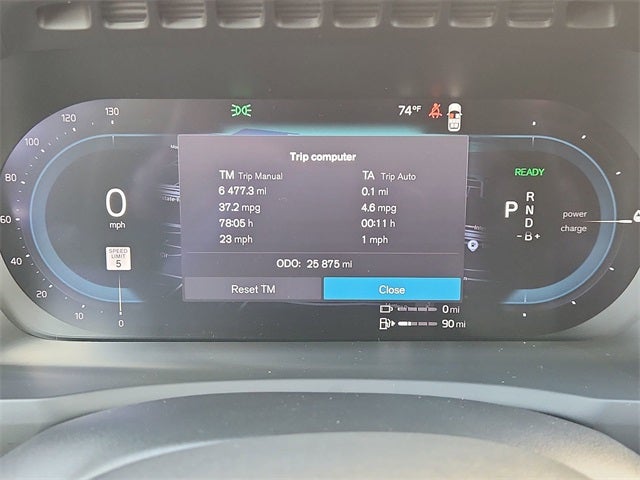 130
120
100
80
60
40
20
10
0
74°F
0
mph
SPEED
LIMIT
5
Trip computer
TM Trip Manual TA Trip Auto
6 477.3 mi 0.1 mi
37.2 mpg 4.6 mpg
78:05 h 00:11 h
23 mph 1 mph
ODO: 25 875 mi
Reset TM Close
READY
P R
N
D
-B+
power
charge
0 mi
90 mi